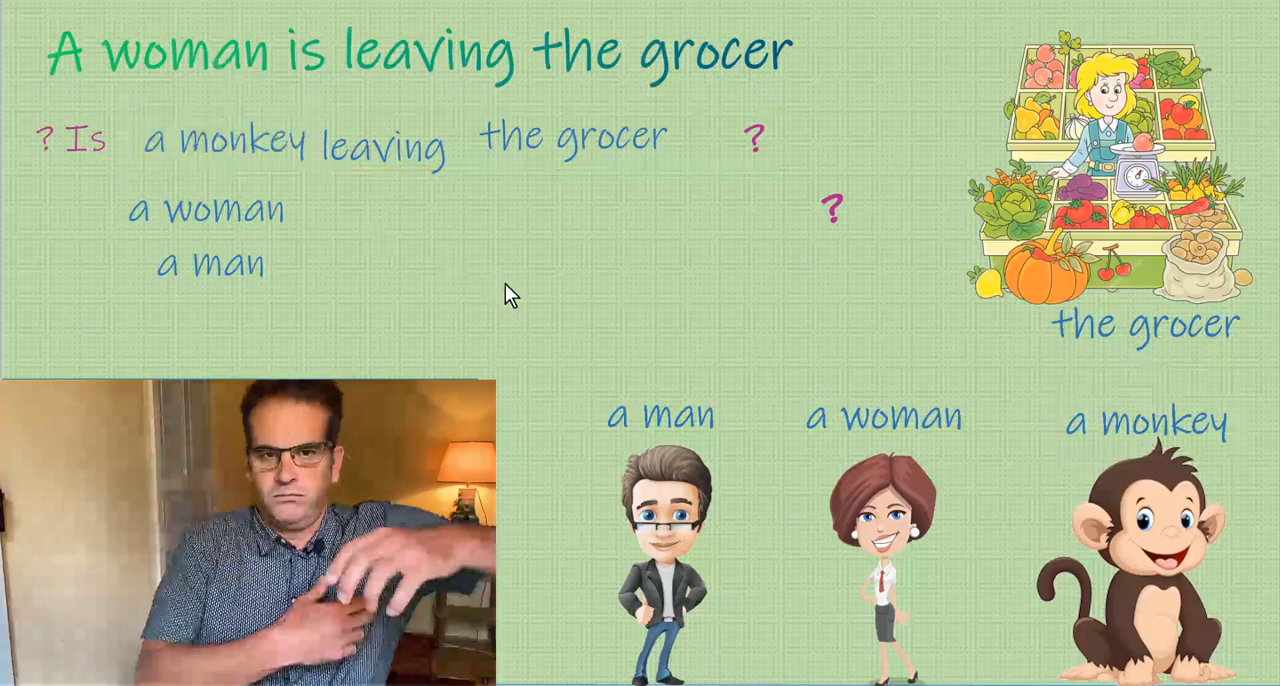 A woman is leaving the grocer
? Is a monkey leaving the grocer ?
a woman ?
a man
the grocer
a man a woman a monkey